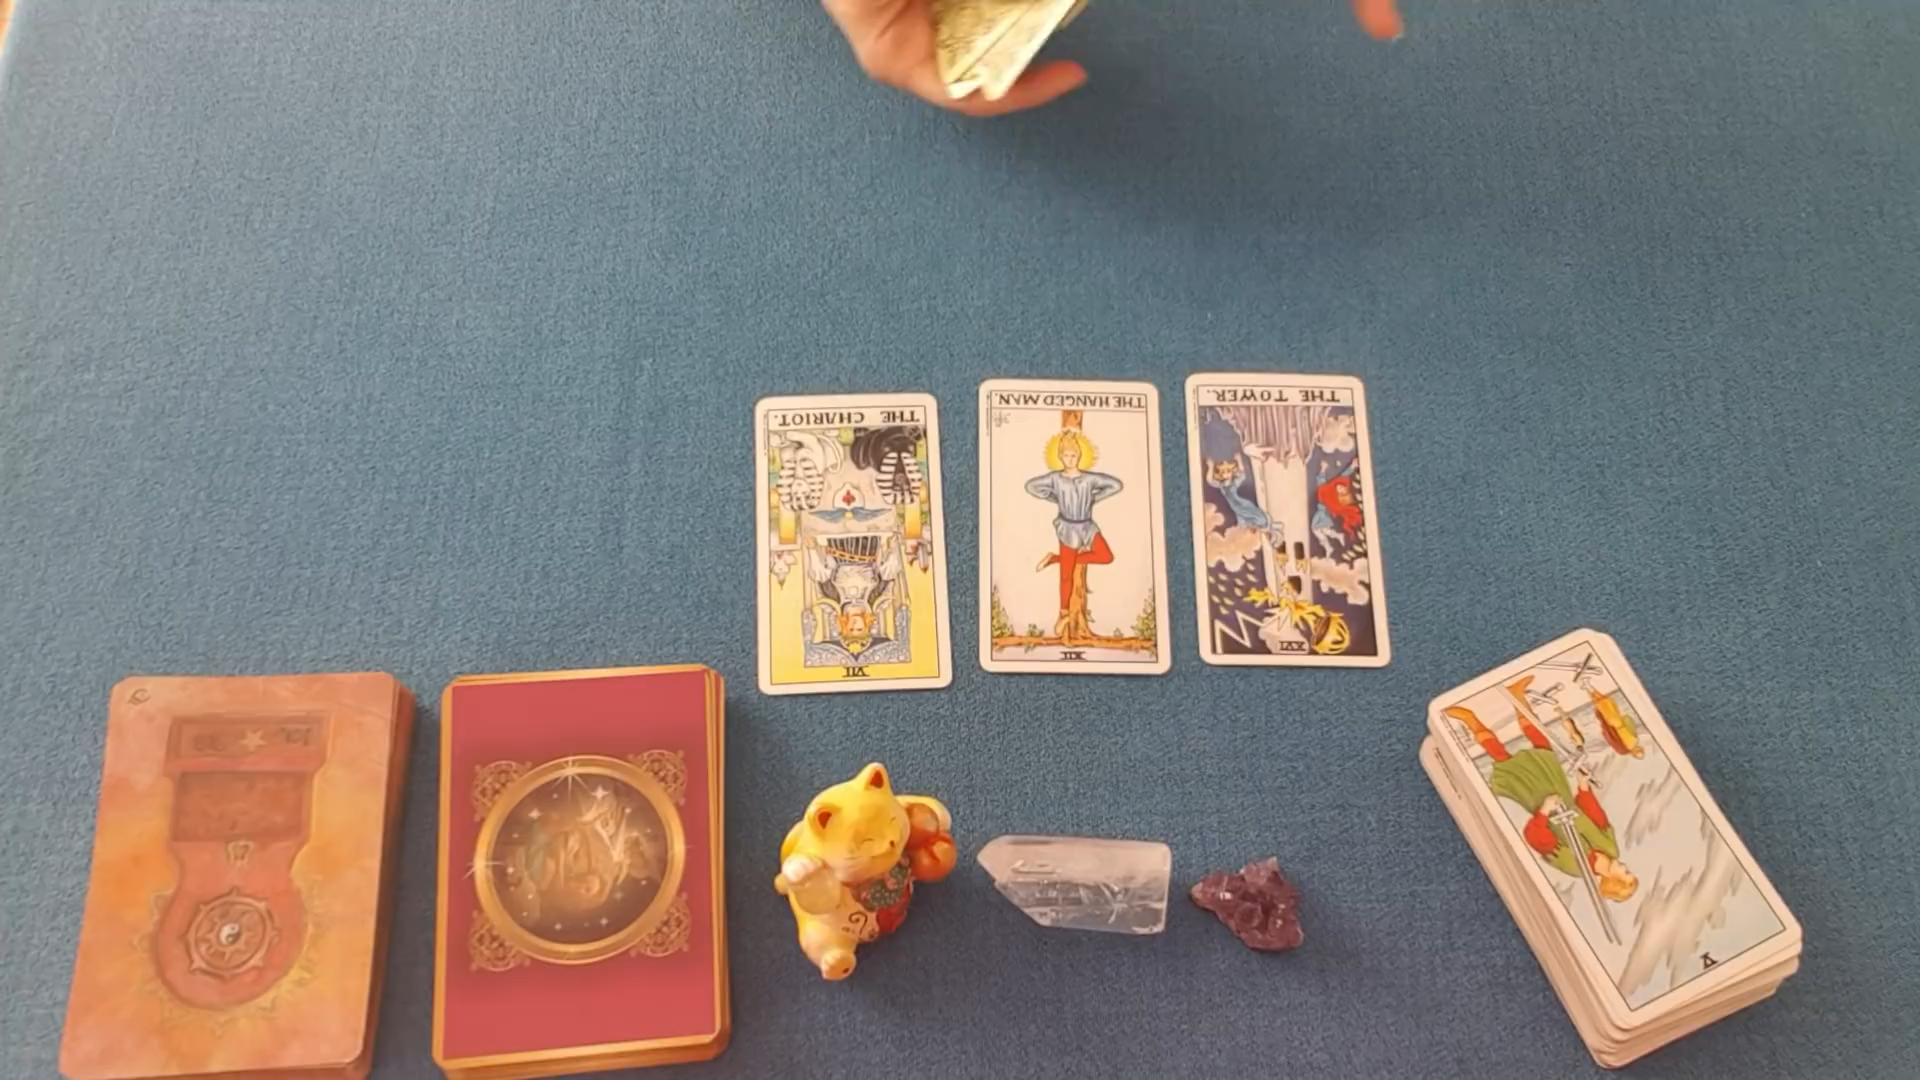 THE CHARIOT.
VII
THE HANGED MAN.
XII
THE TOWER.
XVI
V